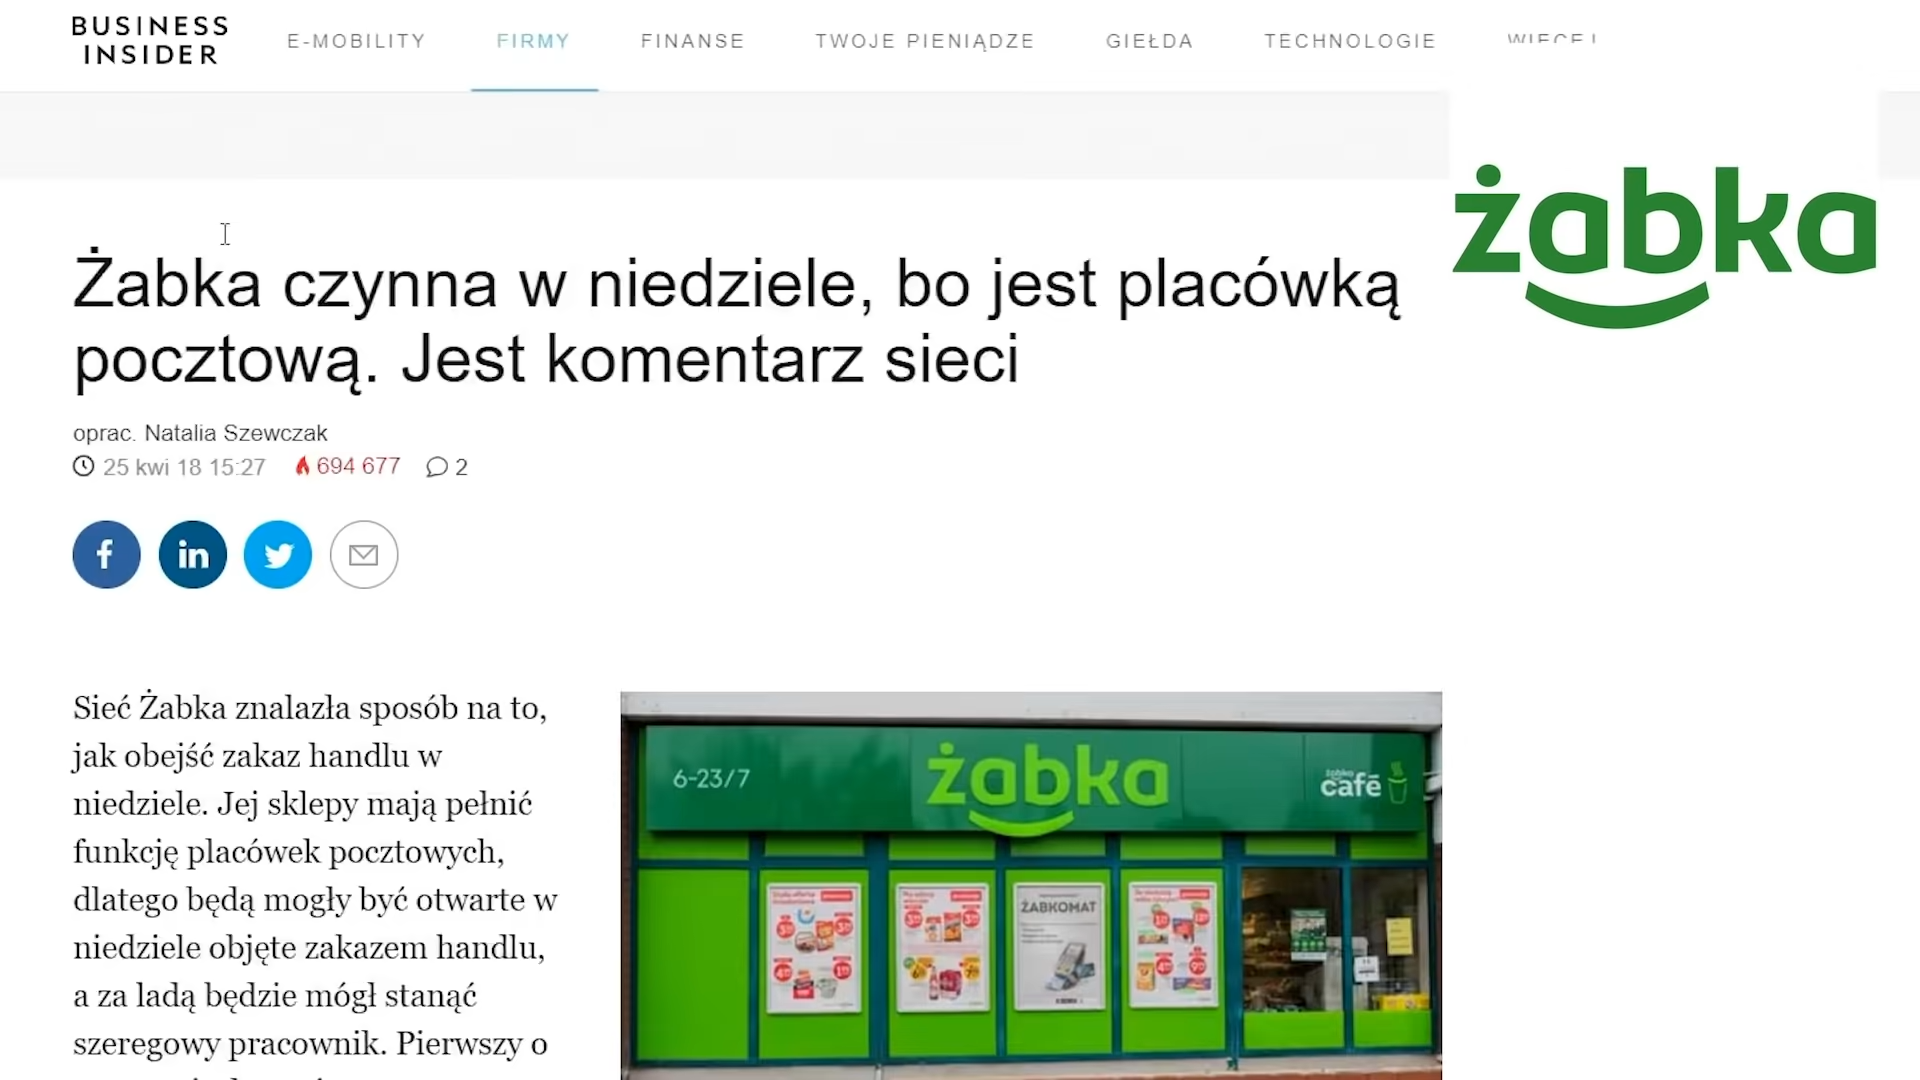 BUSINESS
INSIDER
E-MOBILITY
FIRMY
FINANSE
TWOJE PIENIĄDZE
GIEŁDA
TECHNOLOGIE
żabka
Żabka czynna w niedziele, bo jest placówką
pocztową. Jest komentarz sieci
oprac. Natalia Szewczak
25 kwi 18 15:27
694 677
2
f
in
Sieć Żabka znalazła sposób na to,
jak obejść zakaz handlu w
niedziele. Jej sklepy mają pełnić
funkcję placówek pocztowych,
dlatego będą mogły być otwarte w
niedziele objęte zakazem handlu,
a za ladą będzie mógł stanąć
szeregowy pracownik. Pierwszy o
6-23/7
żabka
żabka
café
ŻABKOMAT